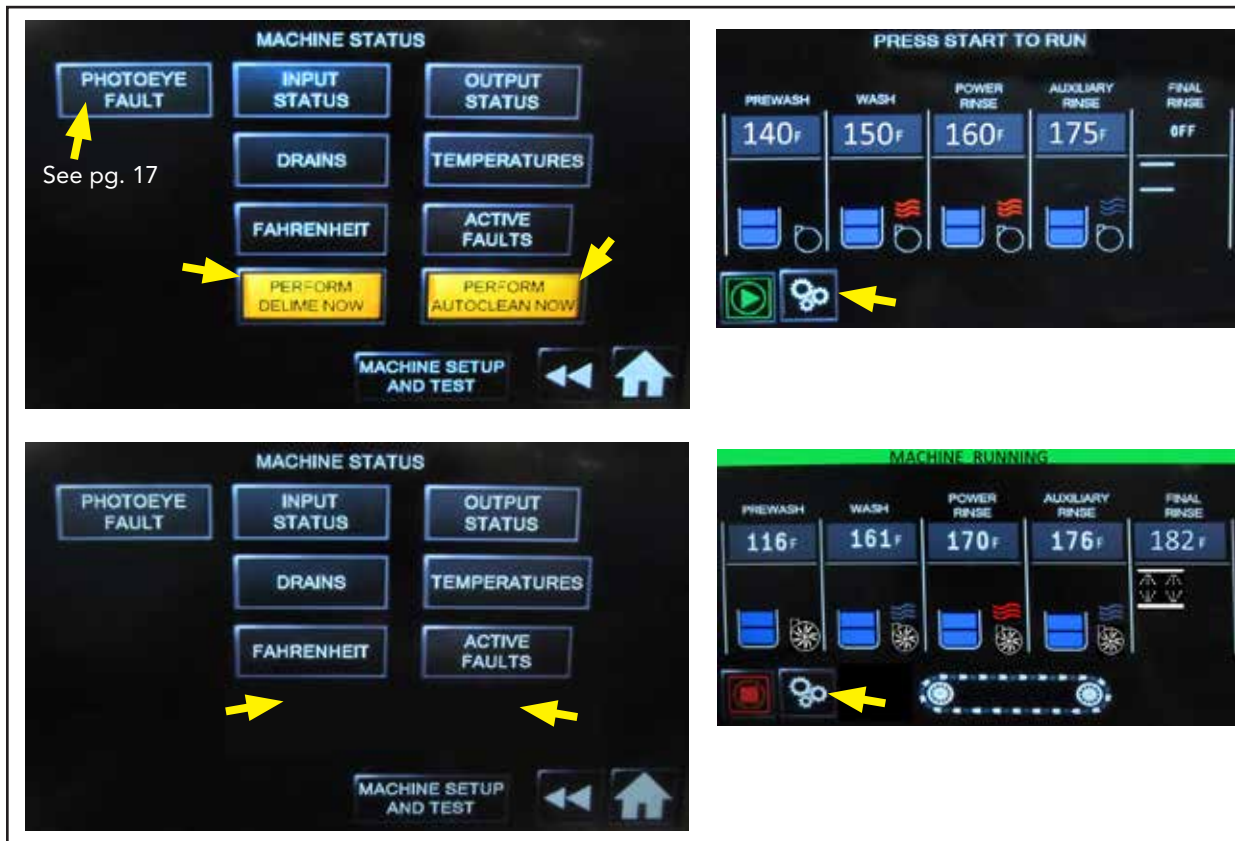 MACHINE STATUS
PHOTOEYE
FAULT
INPUT
STATUS
OUTPUT
STATUS
See pg. 17
DRAINS
TEMPERATURES
FAHRENHEIT
ACTIVE
FAULTS
PERFORM
DELIME NOW
PERFORM
AUTOCLEAN NOW
MACHINE SETUP
AND TEST
PRESS START TO RUN
PREWASH
WASH
POWER
RINSE
AUXILIARY
RINSE
FINAL
RINSE
140F
150F
160F
175F
OFF
MACHINE STATUS
PHOTOEYE
FAULT
INPUT
STATUS
OUTPUT
STATUS
DRAINS
TEMPERATURES
FAHRENHEIT
ACTIVE
FAULTS
MACHINE SETUP
AND TEST
MACHINE RUNNING
PREWASH
WASH
POWER
RINSE
AUXILIARY
RINSE
FINAL
RINSE
116F
161F
170F
176F
182F